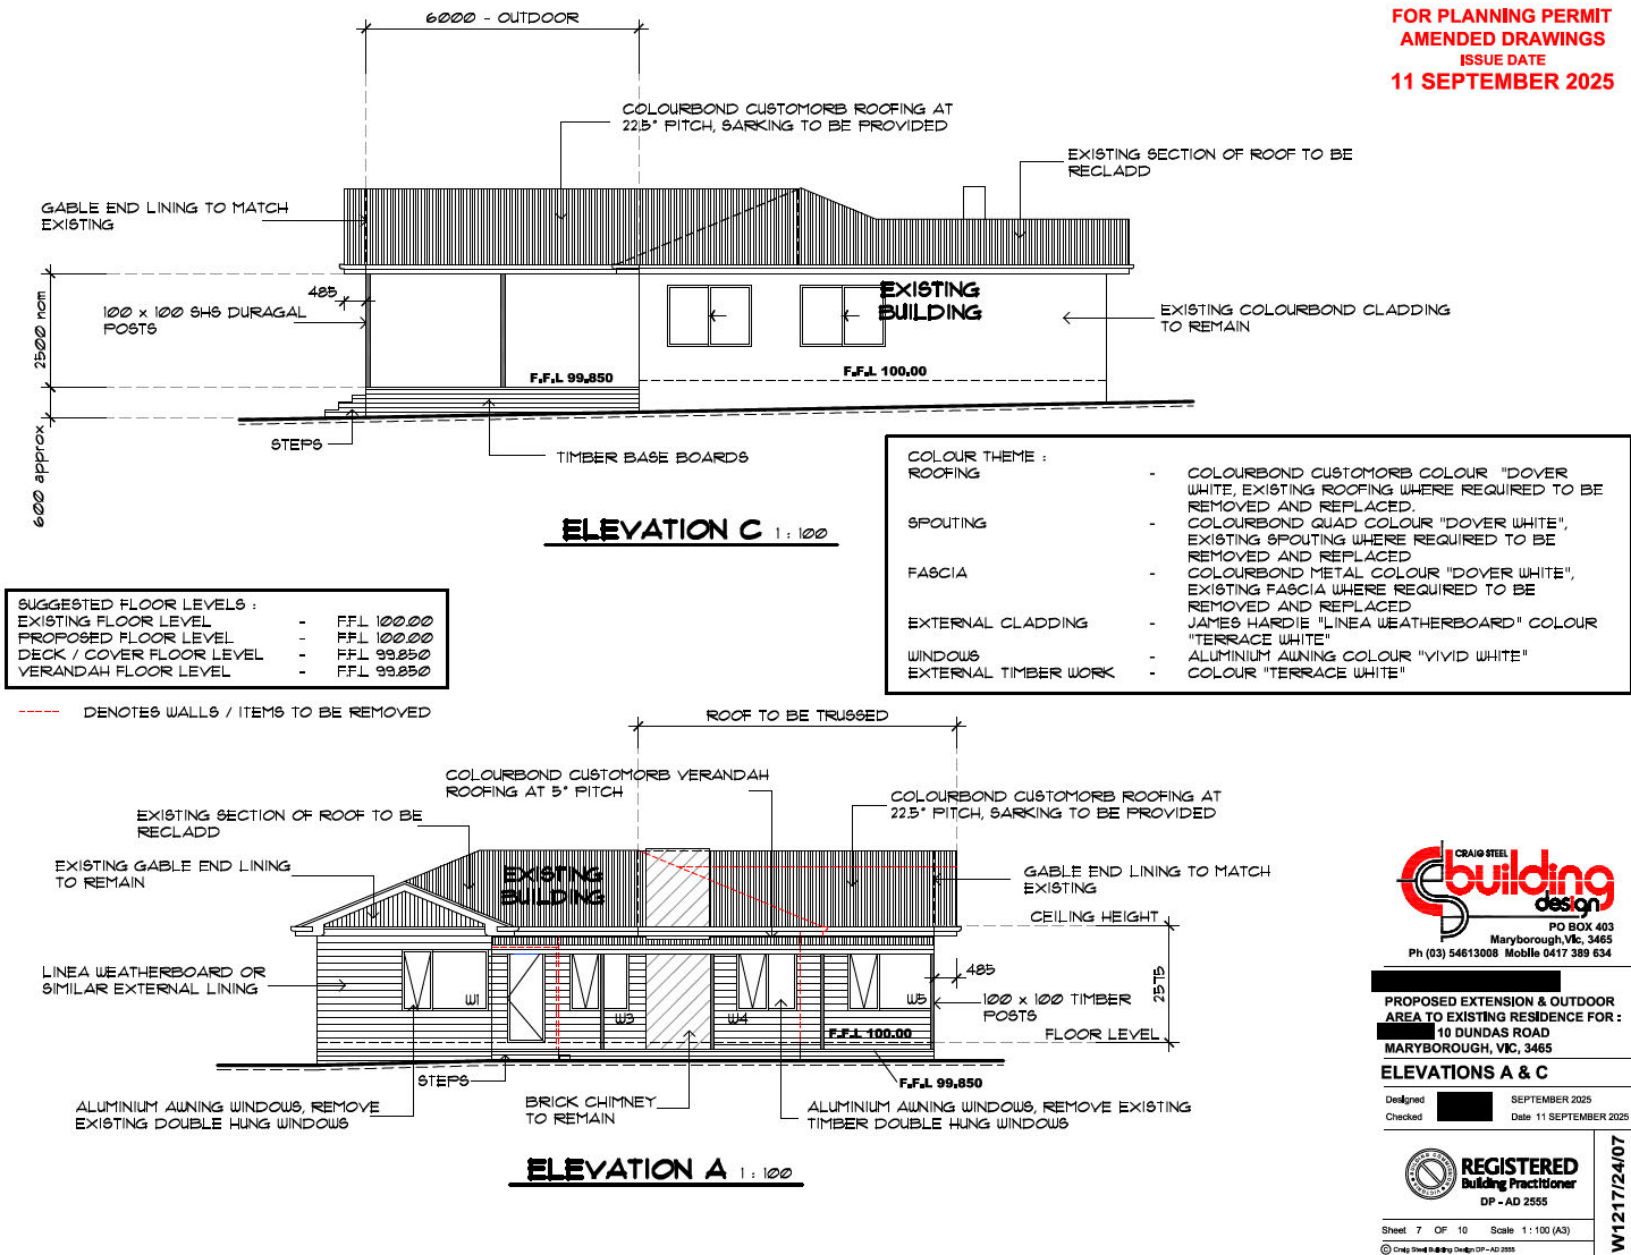 6000 - OUTDOOR
FOR PLANNING PERMIT
AMENDED DRAWINGS
ISSUE DATE
11 SEPTEMBER 2025
COLOURBOND CUSTOMORB ROOFING AT
22.5° PITCH, SARKING TO BE PROVIDED
EXISTING SECTION OF ROOF TO BE
RECLADD
GABLE END LINING TO MATCH
EXISTING
485
EXISTING
BUILDING
100 x 100 SHS DURAGAL
POSTS
EXISTING COLOURBOND CLADDING
TO REMAIN
2500 nom
F.F.L 99.850
F.F.L 100.00
STEPS
TIMBER BASE BOARDS
600 approx
ELEVATION C 1 : 100
COLOUR THEME :
ROOFING - COLOURBOND CUSTOMORB COLOUR "DOVER
WHITE, EXISTING ROOFING WHERE REQUIRED TO BE
REMOVED AND REPLACED.
SPOUTING - COLOURBOND QUAD COLOUR "DOVER WHITE",
EXISTING SPOUTING WHERE REQUIRED TO BE
REMOVED AND REPLACED
FASCIA - COLOURBOND METAL COLOUR "DOVER WHITE",
EXISTING FASCIA WHERE REQUIRED TO BE
REMOVED AND REPLACED
EXTERNAL CLADDING - JAMES HARDIE "LINEA WEATHERBOARD" COLOUR
"TERRACE WHITE"
WINDOWS - ALUMINIUM AWNING COLOUR "VIVID WHITE"
EXTERNAL TIMBER WORK - COLOUR "TERRACE WHITE"
SUGGESTED FLOOR LEVELS :
EXISTING FLOOR LEVEL - F.F.L 100.00
PROPOSED FLOOR LEVEL - F.F.L 100.00
DECK / COVER FLOOR LEVEL - F.F.L 99.850
VERANDAH FLOOR LEVEL - F.F.L 99.850
DENOTES WALLS / ITEMS TO BE REMOVED
ROOF TO BE TRUSSED
COLOURBOND CUSTOMORB VERANDAH
ROOFING AT 5° PITCH
COLOURBOND CUSTOMORB ROOFING AT
22.5° PITCH, SARKING TO BE PROVIDED
EXISTING SECTION OF ROOF TO BE
RECLADD
EXISTING GABLE END LINING
TO REMAIN
EXISTING
BUILDING
GABLE END LINING TO MATCH
EXISTING
CEILING HEIGHT
LINEA WEATHERBOARD OR
SIMILAR EXTERNAL LINING
485
2575
W1
W3
W4
W5
100 x 100 TIMBER
POSTS
F.F.L 100.00
FLOOR LEVEL
STEPS
F.F.L 99.850
ALUMINIUM AWNING WINDOWS, REMOVE
EXISTING DOUBLE HUNG WINDOWS
BRICK CHIMNEY
TO REMAIN
ALUMINIUM AWNING WINDOWS, REMOVE EXISTING
TIMBER DOUBLE HUNG WINDOWS
ELEVATION A 1 : 100
CRAIG STEEL
building
design
PO BOX 403
Maryborough,Vic, 3465
Ph (03) 54613008 Mobile 0417 389 634
PROPOSED EXTENSION & OUTDOOR
AREA TO EXISTING RESIDENCE FOR :
10 DUNDAS ROAD
MARYBOROUGH, VIC, 3465
ELEVATIONS A & C
Designed SEPTEMBER 2025
Checked Date 11 SEPTEMBER 2025
REGISTERED
Building Practitioner
DP - AD 2555
Sheet 7 OF 10 Scale 1 : 100 (A3)
© Craig Steel Building Design DP - AD 2555
W1217/24/07